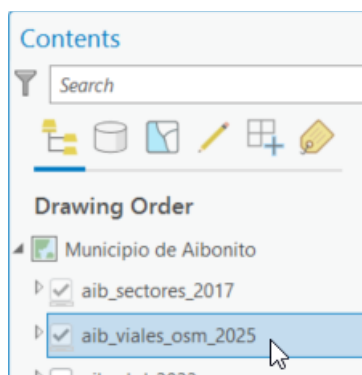 Contents
Search
Drawing Order
Municipio de Aibonito
aib_sectores_2017
aib_viales_osm_2025